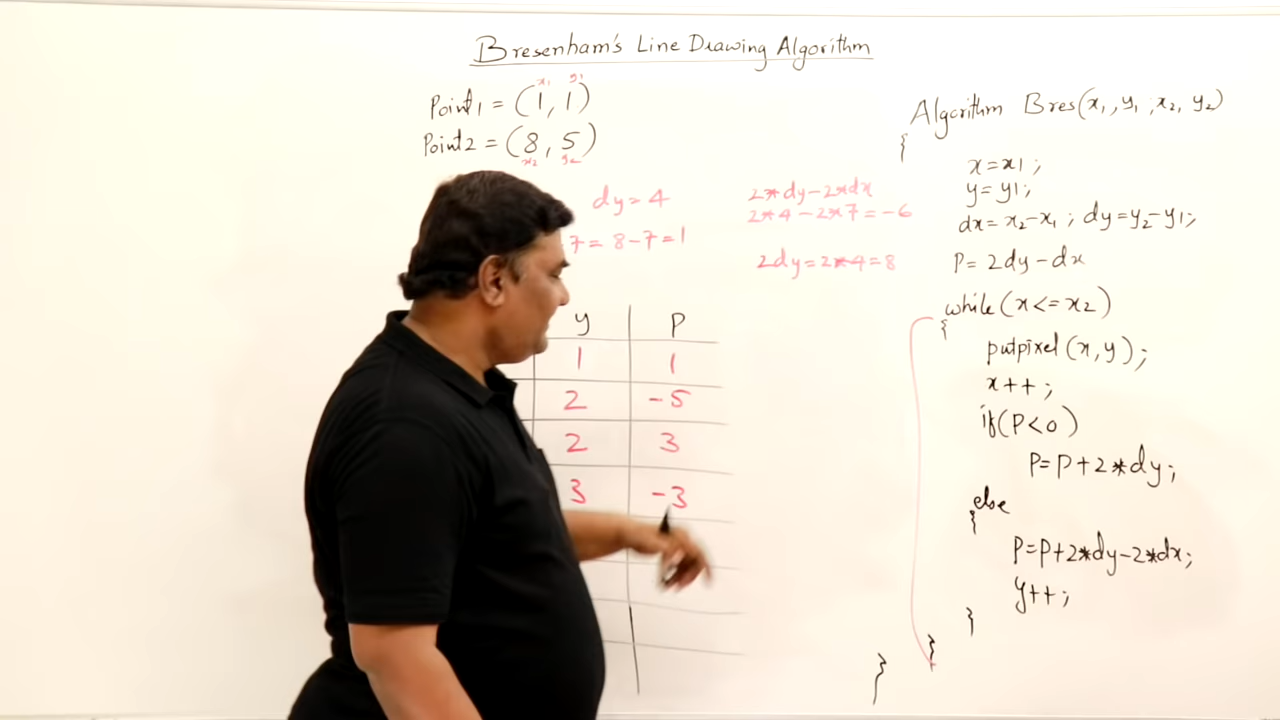 Bresenham's Line Drawing Algorithm
x1 y1
Point1 = (1, 1)
Point2 = (8, 5)
x2 y2
dy = 4
7 = 8-7 = 1
2*dy-2*dx
2*4-2*7 = -6
2dy = 2*4 = 8
y P
1 1
2 -5
2 3
3 -3
Algorithm Bres(x1, y1, x2, y2)
{
x=x1;
y=y1;
dx=x2-x1; dy=y2-y1;
P=2dy-dx
while(x<=x2)
{
putpixel(x,y);
x++;
if(P<0)
P=P+2*dy;
else
{
P=P+2*dy-2*dx;
y++;
}
}
}